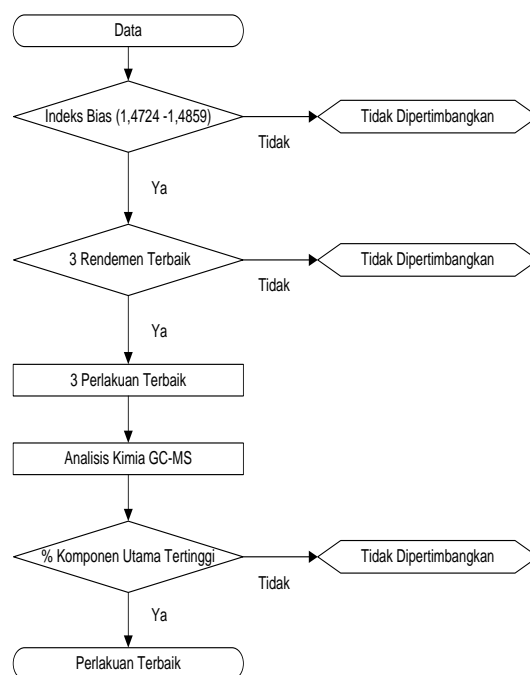 Data
Indeks Bias (1,4724 -1,4859)
Tidak Dipertimbangkan
Tidak
Ya
3 Rendemen Terbaik
Tidak Dipertimbangkan
Tidak
Ya
3 Perlakuan Terbaik
Analisis Kimia GC-MS
% Komponen Utama Tertinggi
Tidak Dipertimbangkan
Tidak
Ya
Perlakuan Terbaik